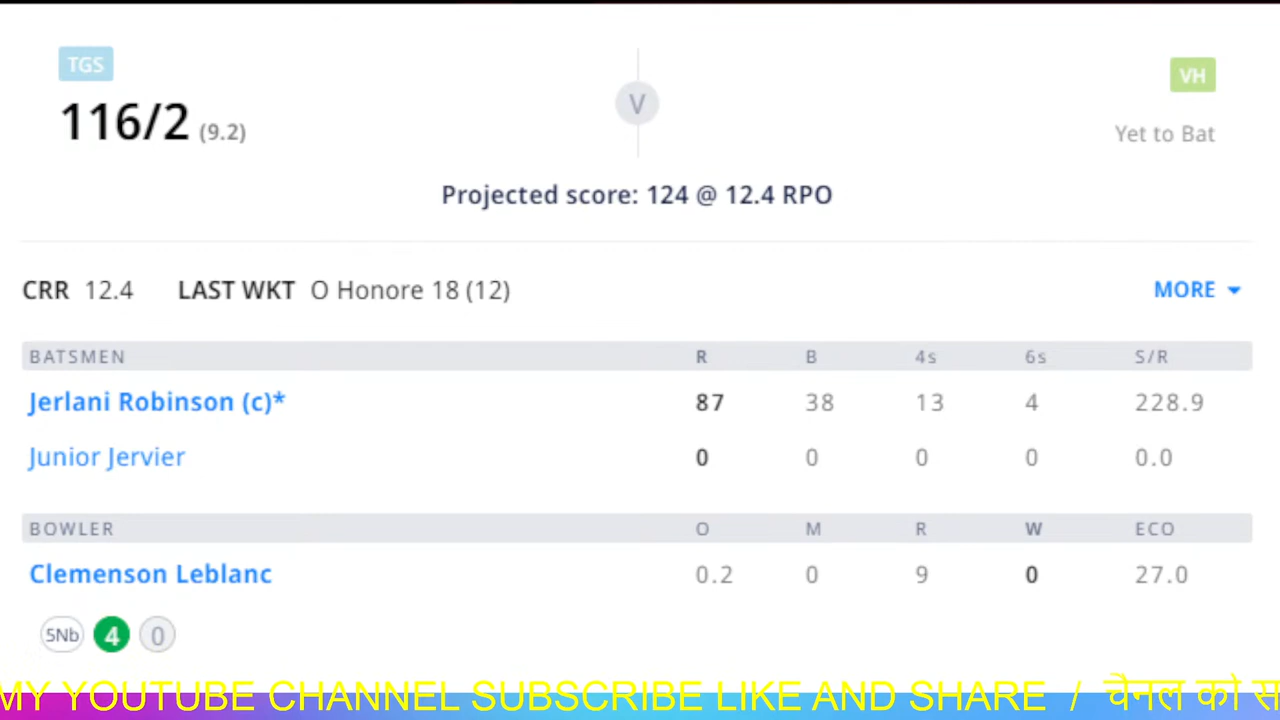 TGS
116/2 (9.2)
V
VH
Yet to Bat
Projected score: 124 @ 12.4 RPO
CRR 12.4 LAST WKT O Honore 18 (12) MORE
BATSMEN R B 4s 6s S/R
Jerlani Robinson (c)* 87 38 13 4 228.9
Junior Jervier 0 0 0 0 0.0
BOWLER O M R W ECO
Clemenson Leblanc 0.2 0 9 0 27.0
5Nb 4 0
MY YOUTUBE CHANNEL SUBSCRIBE LIKE AND SHARE / चैनल को